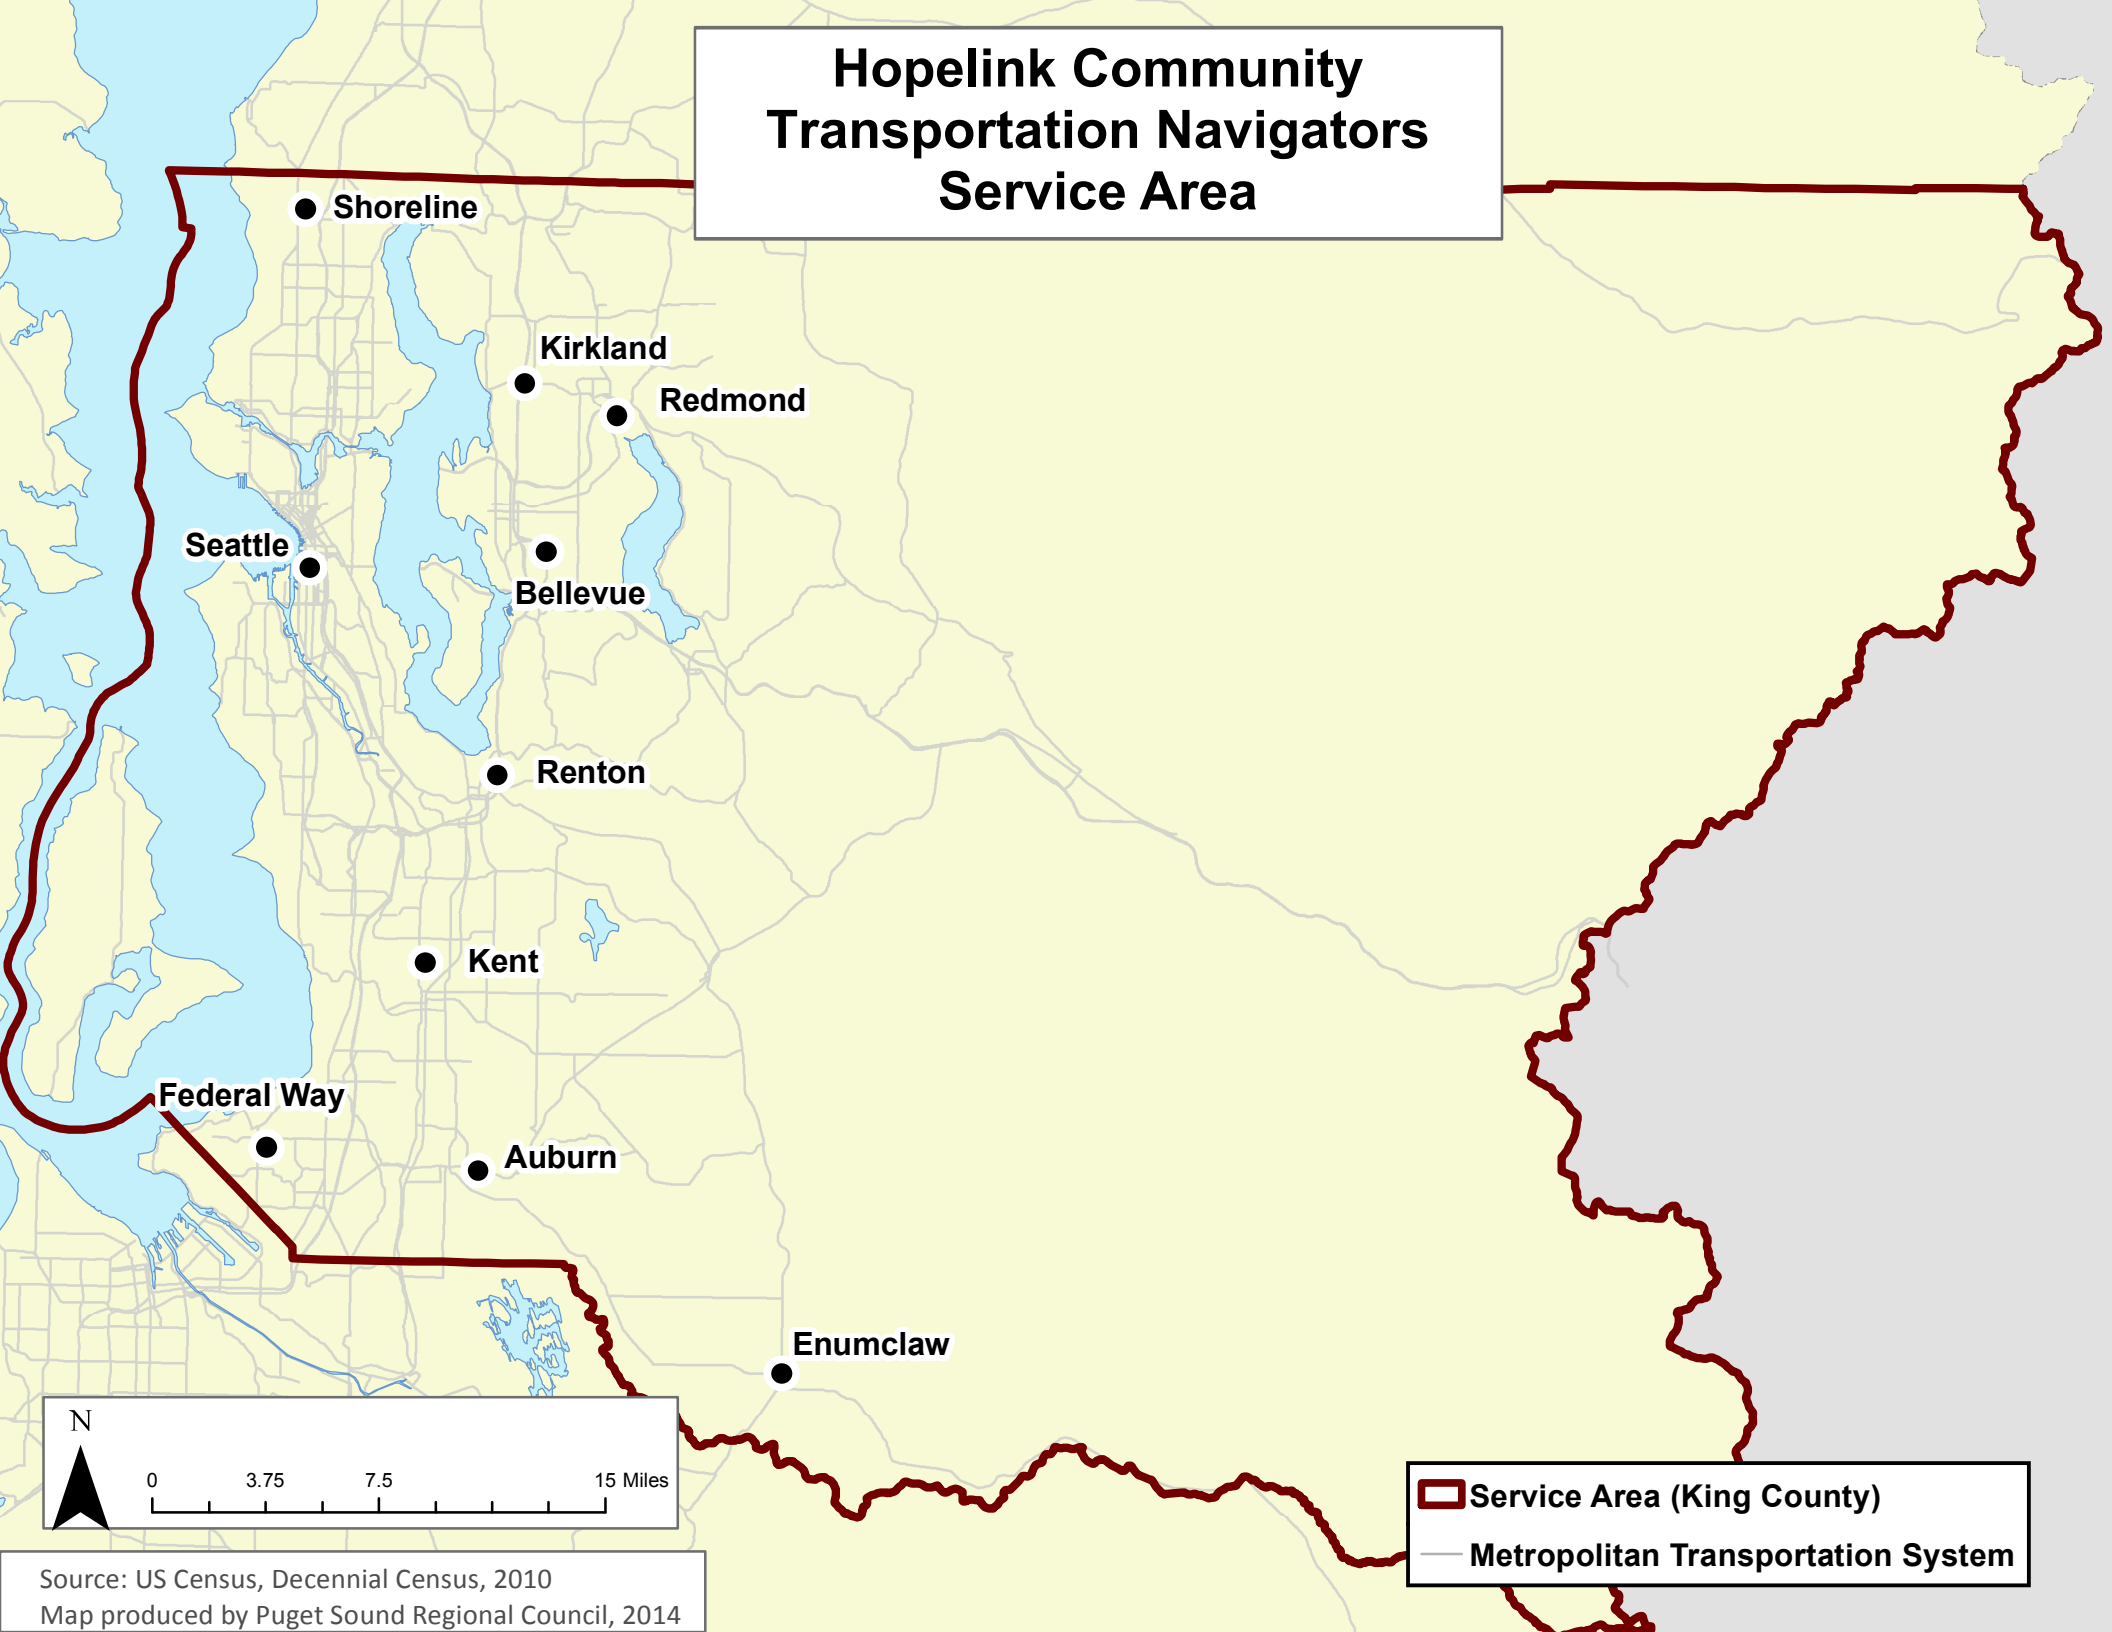 Hopelink Community
Transportation Navigators
Service Area
Shoreline
Kirkland
Redmond
Seattle
Bellevue
Renton
Kent
Federal Way
Auburn
Enumclaw
N
0 3.75 7.5 15 Miles
Service Area (King County)
Metropolitan Transportation System
Source: US Census, Decennial Census, 2010
Map produced by Puget Sound Regional Council, 2014